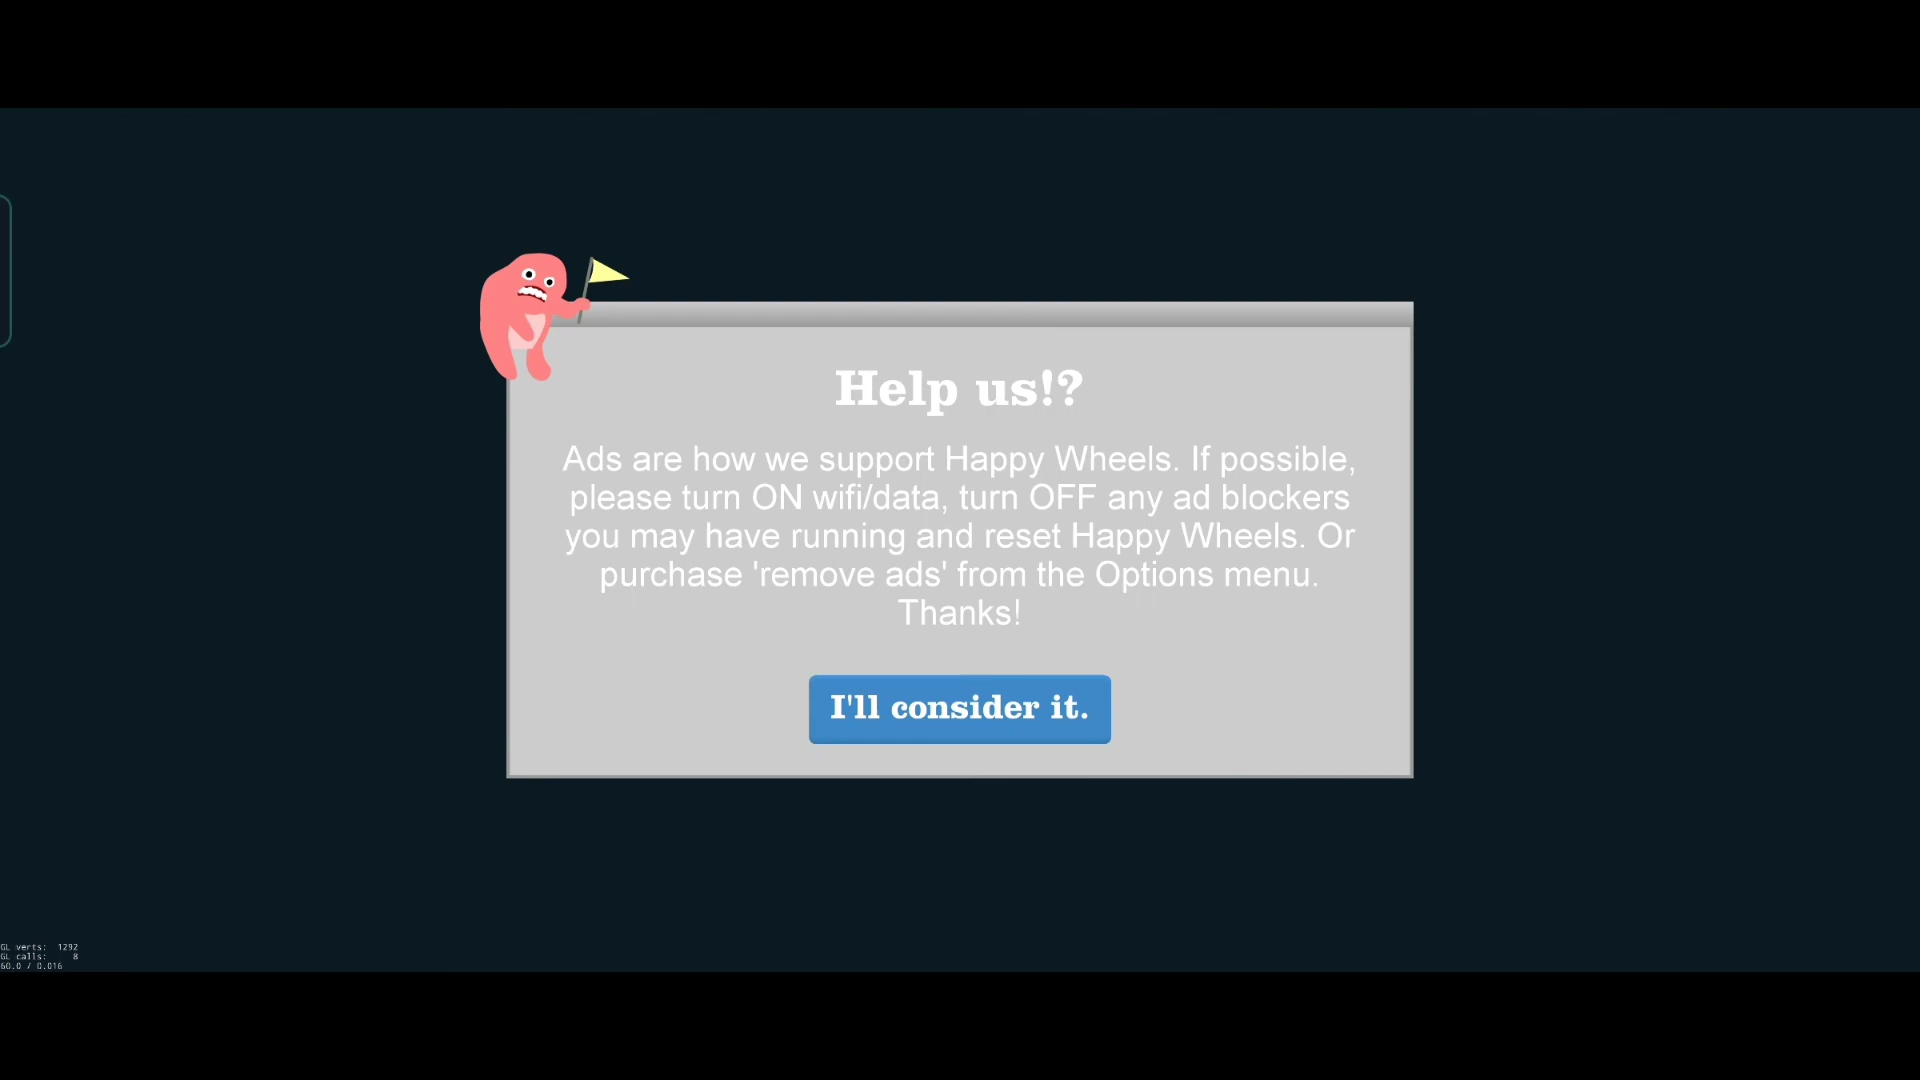 Help us!?
Ads are how we support Happy Wheels. If possible,
please turn ON wifi/data, turn OFF any ad blockers
you may have running and reset Happy Wheels. Or
purchase 'remove ads' from the Options menu.
Thanks!
I'll consider it.
GL verts: 1292
GL calls: 8
60.0 / 0.016